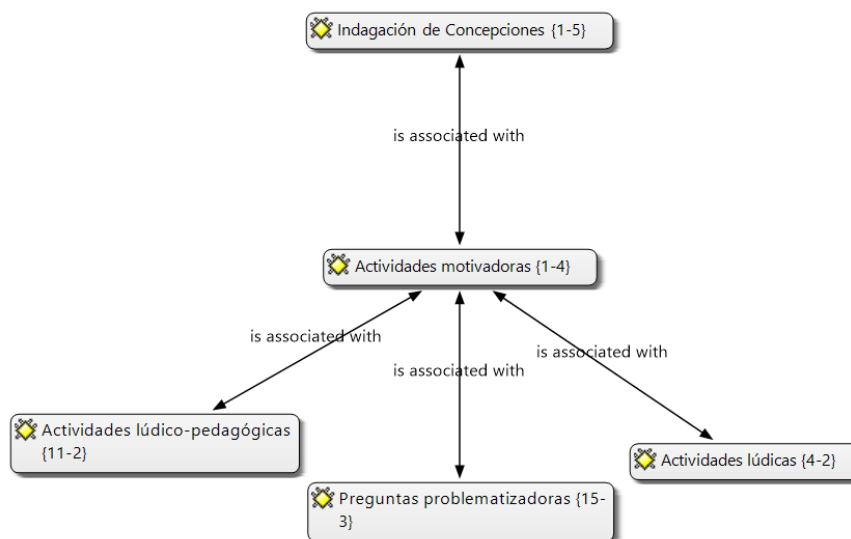 Indagación de Concepciones {1-5}
is associated with
Actividades motivadoras {1-4}
is associated with
is associated with
is associated with
Actividades lúdico-pedagógicas
{11-2}
Actividades lúdicas {4-2}
Preguntas problematizadoras {15-
3}